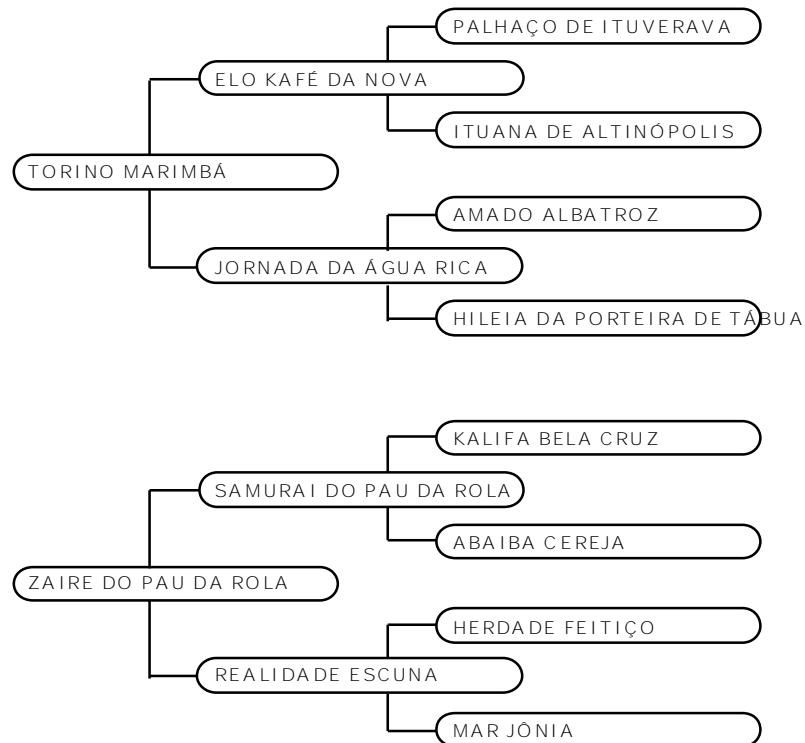 PALHAÇO DE ITUVERAVA
ELO KAFÉ DA NOVA
ITUANA DE ALTINÓPOLIS
TORINO MARIMBÁ
AMADO ALBATROZ
JORNADA DA ÁGUA RICA
HILEIA DA PORTEIRA DE TÁBUA
KALIFA BELA CRUZ
SAMURAI DO PAU DA ROLA
ABAIBA CEREJA
ZAIRE DO PAU DA ROLA
HERDADE FEITIÇO
REALIDADE ESCUNA
MAR JÔNIA